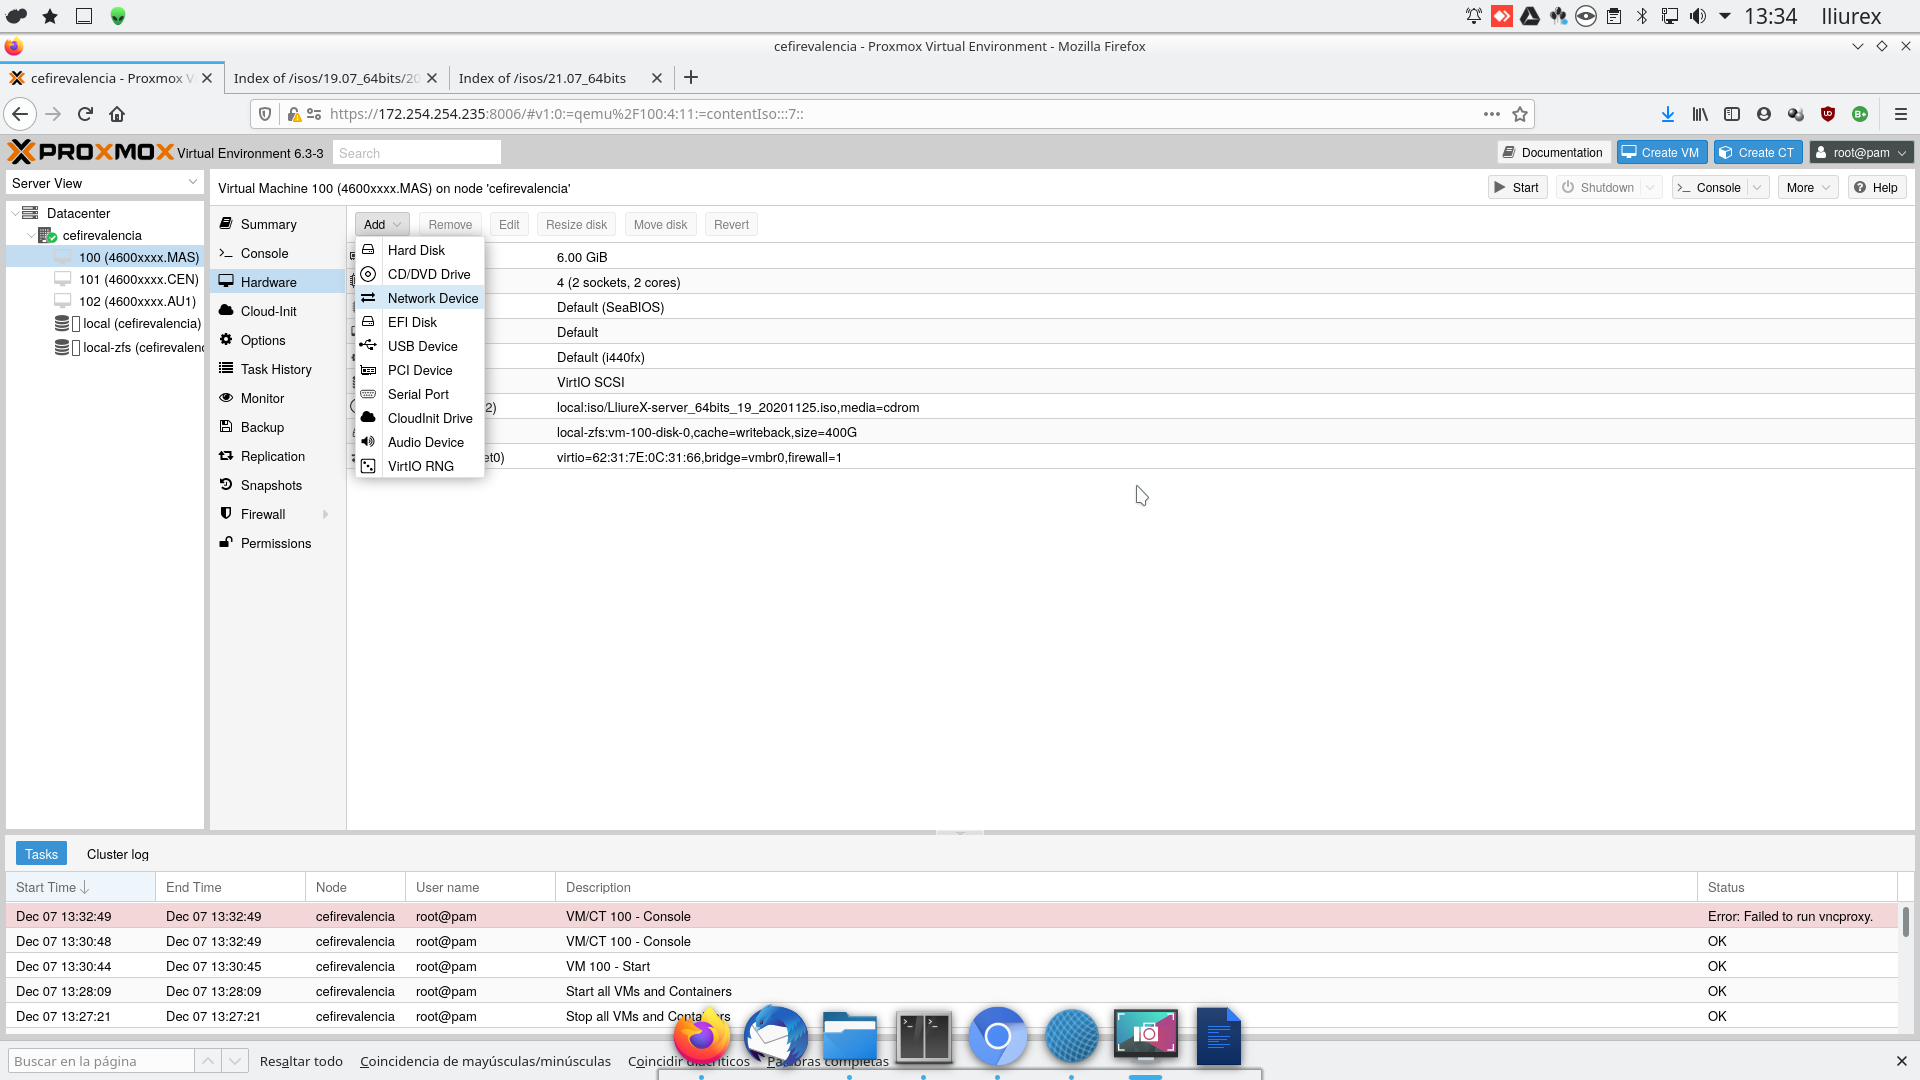 13:34 lliurex
cefirevalencia - Proxmox Virtual Environment - Mozilla Firefox
cefirevalencia - Proxmox V
Index of /isos/19.07_64bits/20
Index of /isos/21.07_64bits
https://172.254.254.235:8006/#v1:0:=qemu%2F100:4:11:=contentIso:::7::
PROXMOX Virtual Environment 6.3-3 Search Documentation Create VM Create CT root@pam
Server View
Virtual Machine 100 (4600xxxx.MAS) on node 'cefirevalencia' Start Shutdown Console More Help
Datacenter
cefirevalencia
100 (4600xxxx.MAS)
101 (4600xxxx.CEN)
102 (4600xxxx.AU1)
local (cefirevalencia)
local-zfs (cefirevalen
Summary
Console
Hardware
Cloud-Init
Options
Task History
Monitor
Backup
Replication
Snapshots
Firewall
Permissions
Add Remove Edit Resize disk Move disk Revert
Hard Disk
CD/DVD Drive
Network Device
EFI Disk
USB Device
PCI Device
Serial Port
CloudInit Drive
Audio Device
VirtIO RNG
6.00 GiB
4 (2 sockets, 2 cores)
Default (SeaBIOS)
Default
Default (i440fx)
VirtIO SCSI
2) local:iso/LliureX-server_64bits_19_20201125.iso,media=cdrom
local-zfs:vm-100-disk-0,cache=writeback,size=400G
et0) virtio=62:31:7E:0C:31:66,bridge=vmbr0,firewall=1
Tasks Cluster log
Start Time End Time Node User name Description Status
Dec 07 13:32:49 Dec 07 13:32:49 cefirevalencia root@pam VM/CT 100 - Console Error: Failed to run vncproxy.
Dec 07 13:30:48 Dec 07 13:32:49 cefirevalencia root@pam VM/CT 100 - Console OK
Dec 07 13:30:44 Dec 07 13:30:45 cefirevalencia root@pam VM 100 - Start OK
Dec 07 13:28:09 Dec 07 13:28:09 cefirevalencia root@pam Start all VMs and Containers OK
Dec 07 13:27:21 Dec 07 13:27:21 cefirevalencia root@pam Stop all VMs and Containers OK
Buscar en la página Resaltar todo Coincidencia de mayúsculas/minúsculas Coincidir diacríticos Palabras completas